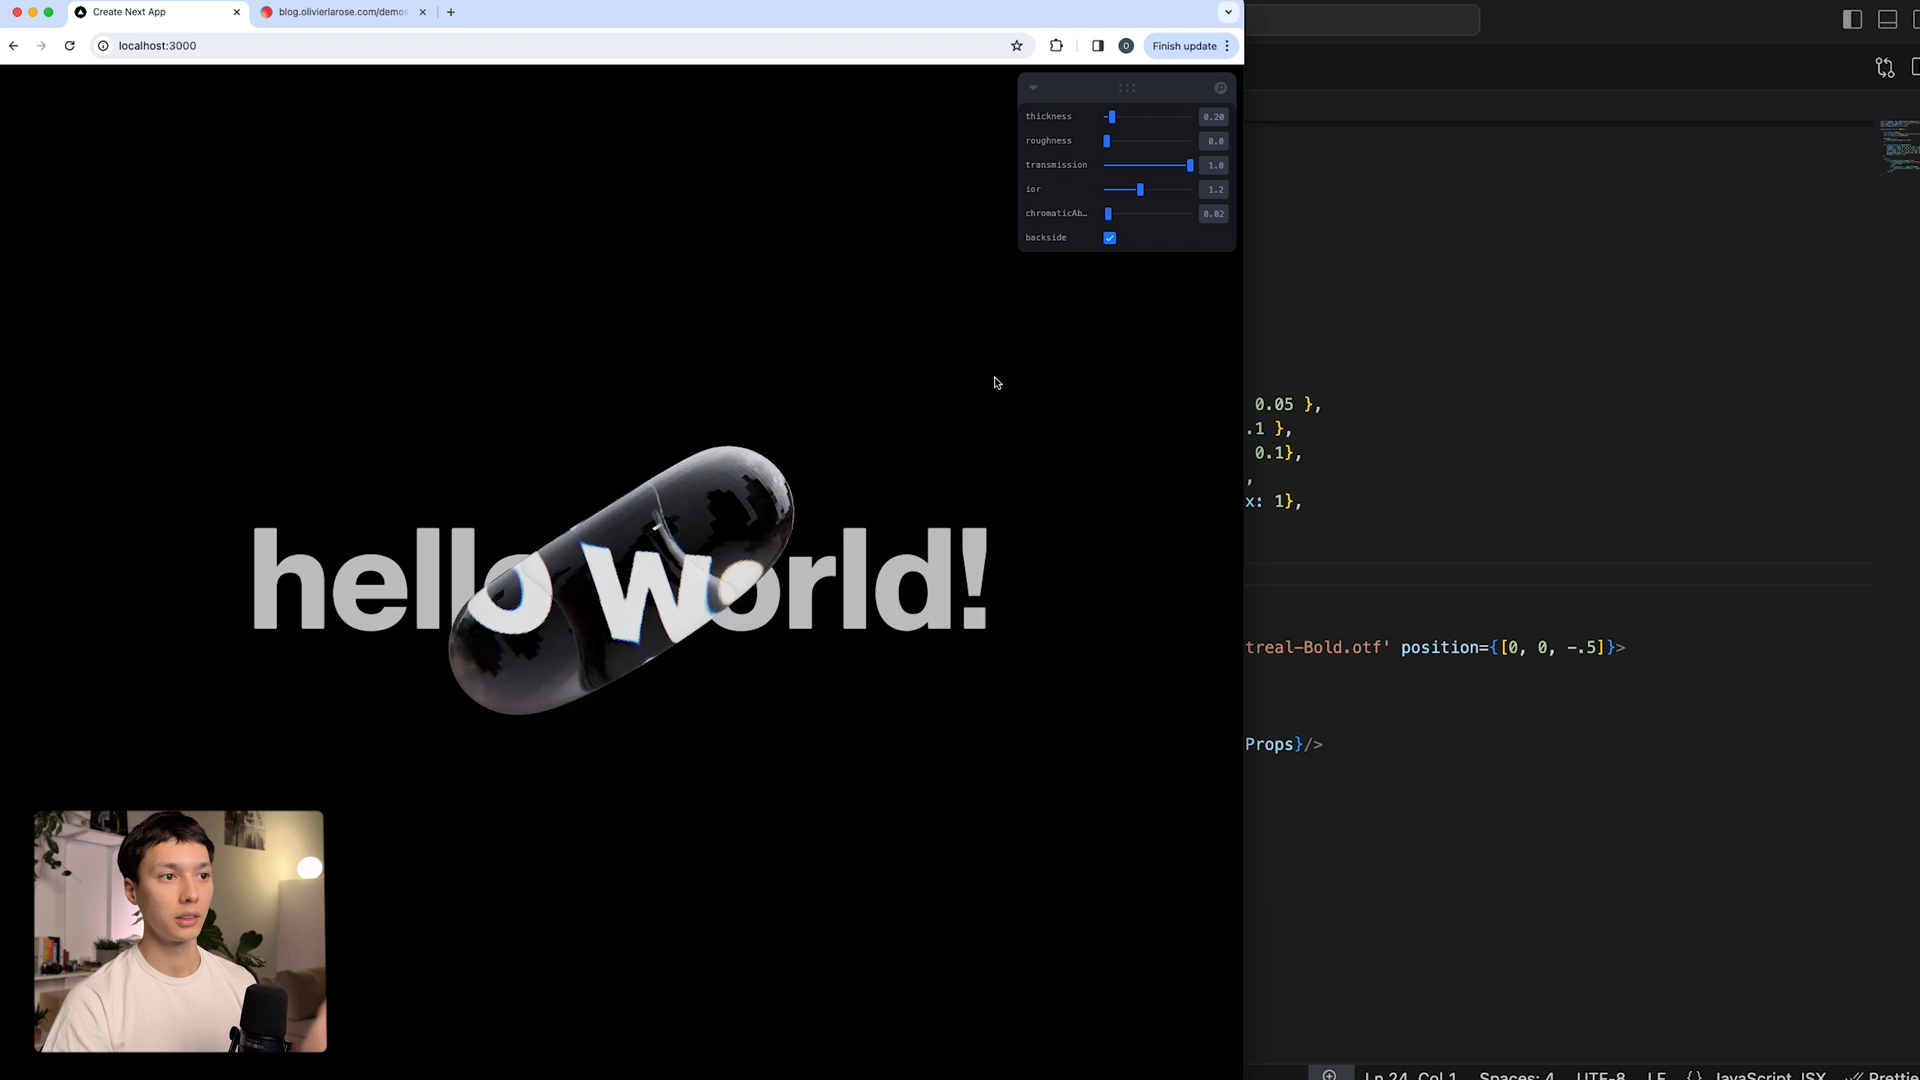 Create Next App
blog.olivierlarose.com/demos
localhost:3000
Finish update
thickness 0.20
roughness 0.0
transmission 1.0
ior 1.2
chromaticAb… 0.02
backside
hello world!
0.05 },
.1 },
0.1},
,
x: 1},
treal-Bold.otf' position={[0, 0, -.5]}>
Props}/>
Ln 24, Col 1 Spaces: 4 UTF-8 LF {} JavaScript JSX Prettie